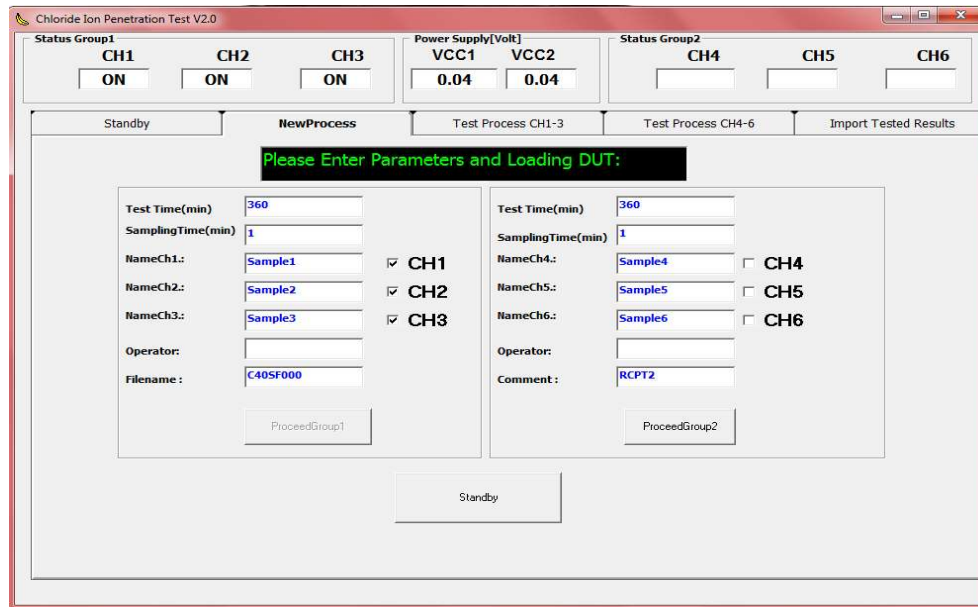 Chloride Ion Penetration Test V2.0
Status Group1
Power Supply[Volt]
Status Group2
CH1 CH2 CH3 VCC1 VCC2 CH4 CH5 CH6
ON ON ON 0.04 0.04
Standby NewProcess Test Process CH1-3 Test Process CH4-6 Import Tested Results
Please Enter Parameters and Loading DUT:
Test Time(min) 360
SamplingTime(min) 1
NameCh1.: Sample1 CH1
NameCh2.: Sample2 CH2
NameCh3.: Sample3 CH3
Operator:
Filename : C40SF000
ProceedGroup1
Test Time(min) 360
SamplingTime(min) 1
NameCh4.: Sample4 CH4
NameCh5.: Sample5 CH5
NameCh6.: Sample6 CH6
Operator:
Comment : RCPT2
ProceedGroup2
Standby